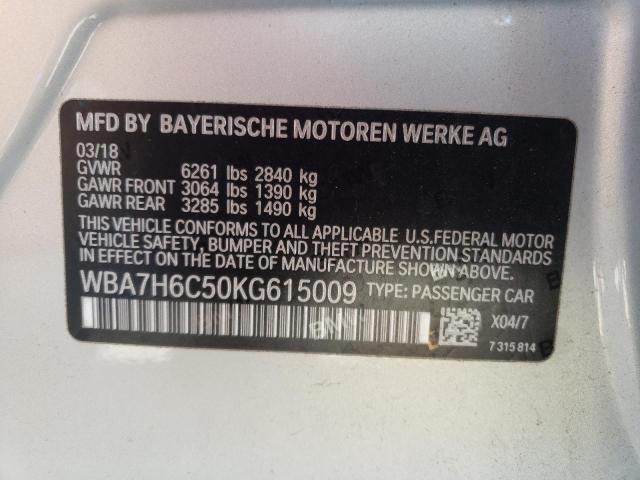 MFD BY BAYERISCHE MOTOREN WERKE AG
03/18
GVWR 6261 lbs 2840 kg
GAWR FRONT 3064 lbs 1390 kg
GAWR REAR 3285 lbs 1490 kg
THIS VEHICLE CONFORMS TO ALL APPLICABLE U.S.FEDERAL MOTOR
VEHICLE SAFETY, BUMPER AND THEFT PREVENTION STANDARDS
IN EFFECT ON THE DATE OF MANUFACTURE SHOWN ABOVE.
WBA7H6C50KG615009 TYPE: PASSENGER CAR
X04/7
7 315 814